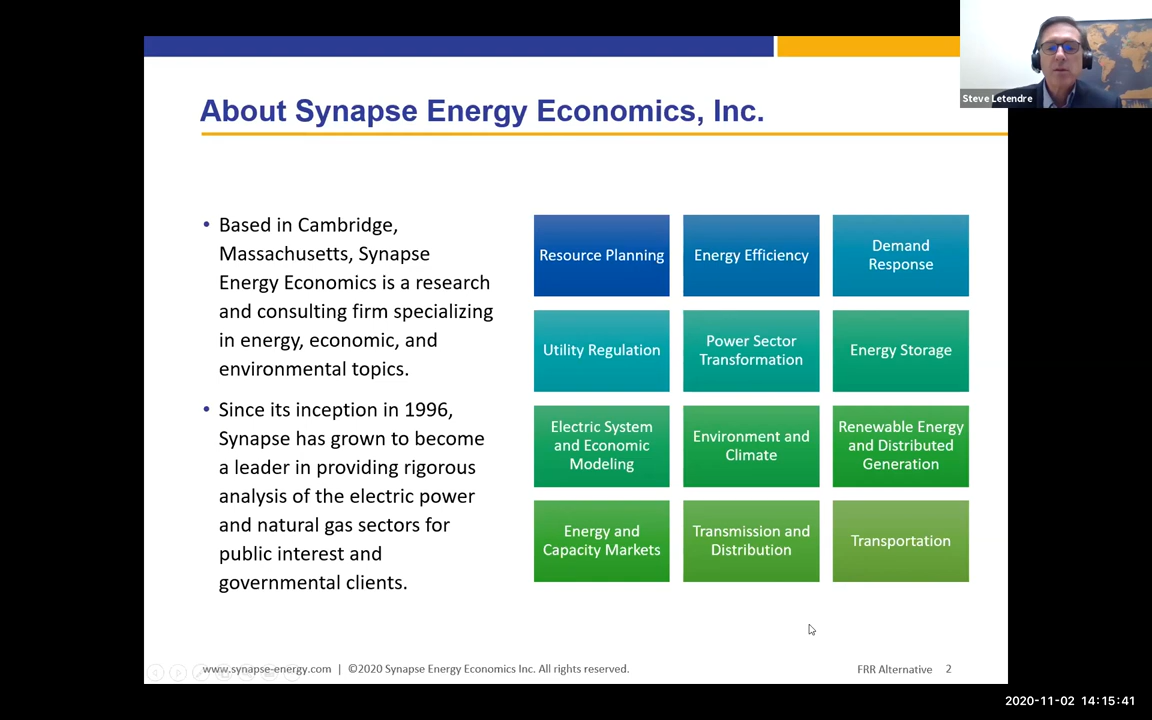 About Synapse Energy Economics, Inc.
Steve Letendre
• Based in Cambridge,
Massachusetts, Synapse
Energy Economics is a research
and consulting firm specializing
in energy, economic, and
environmental topics.
• Since its inception in 1996,
Synapse has grown to become
a leader in providing rigorous
analysis of the electric power
and natural gas sectors for
public interest and
governmental clients.
Resource Planning
Energy Efficiency
Demand
Response
Utility Regulation
Power Sector
Transformation
Energy Storage
Electric System
and Economic
Modeling
Environment and
Climate
Renewable Energy
and Distributed
Generation
Energy and
Capacity Markets
Transmission and
Distribution
Transportation
www.synapse-energy.com | ©2020 Synapse Energy Economics Inc. All rights reserved.
FRR Alternative 2
2020-11-02 14:15:41